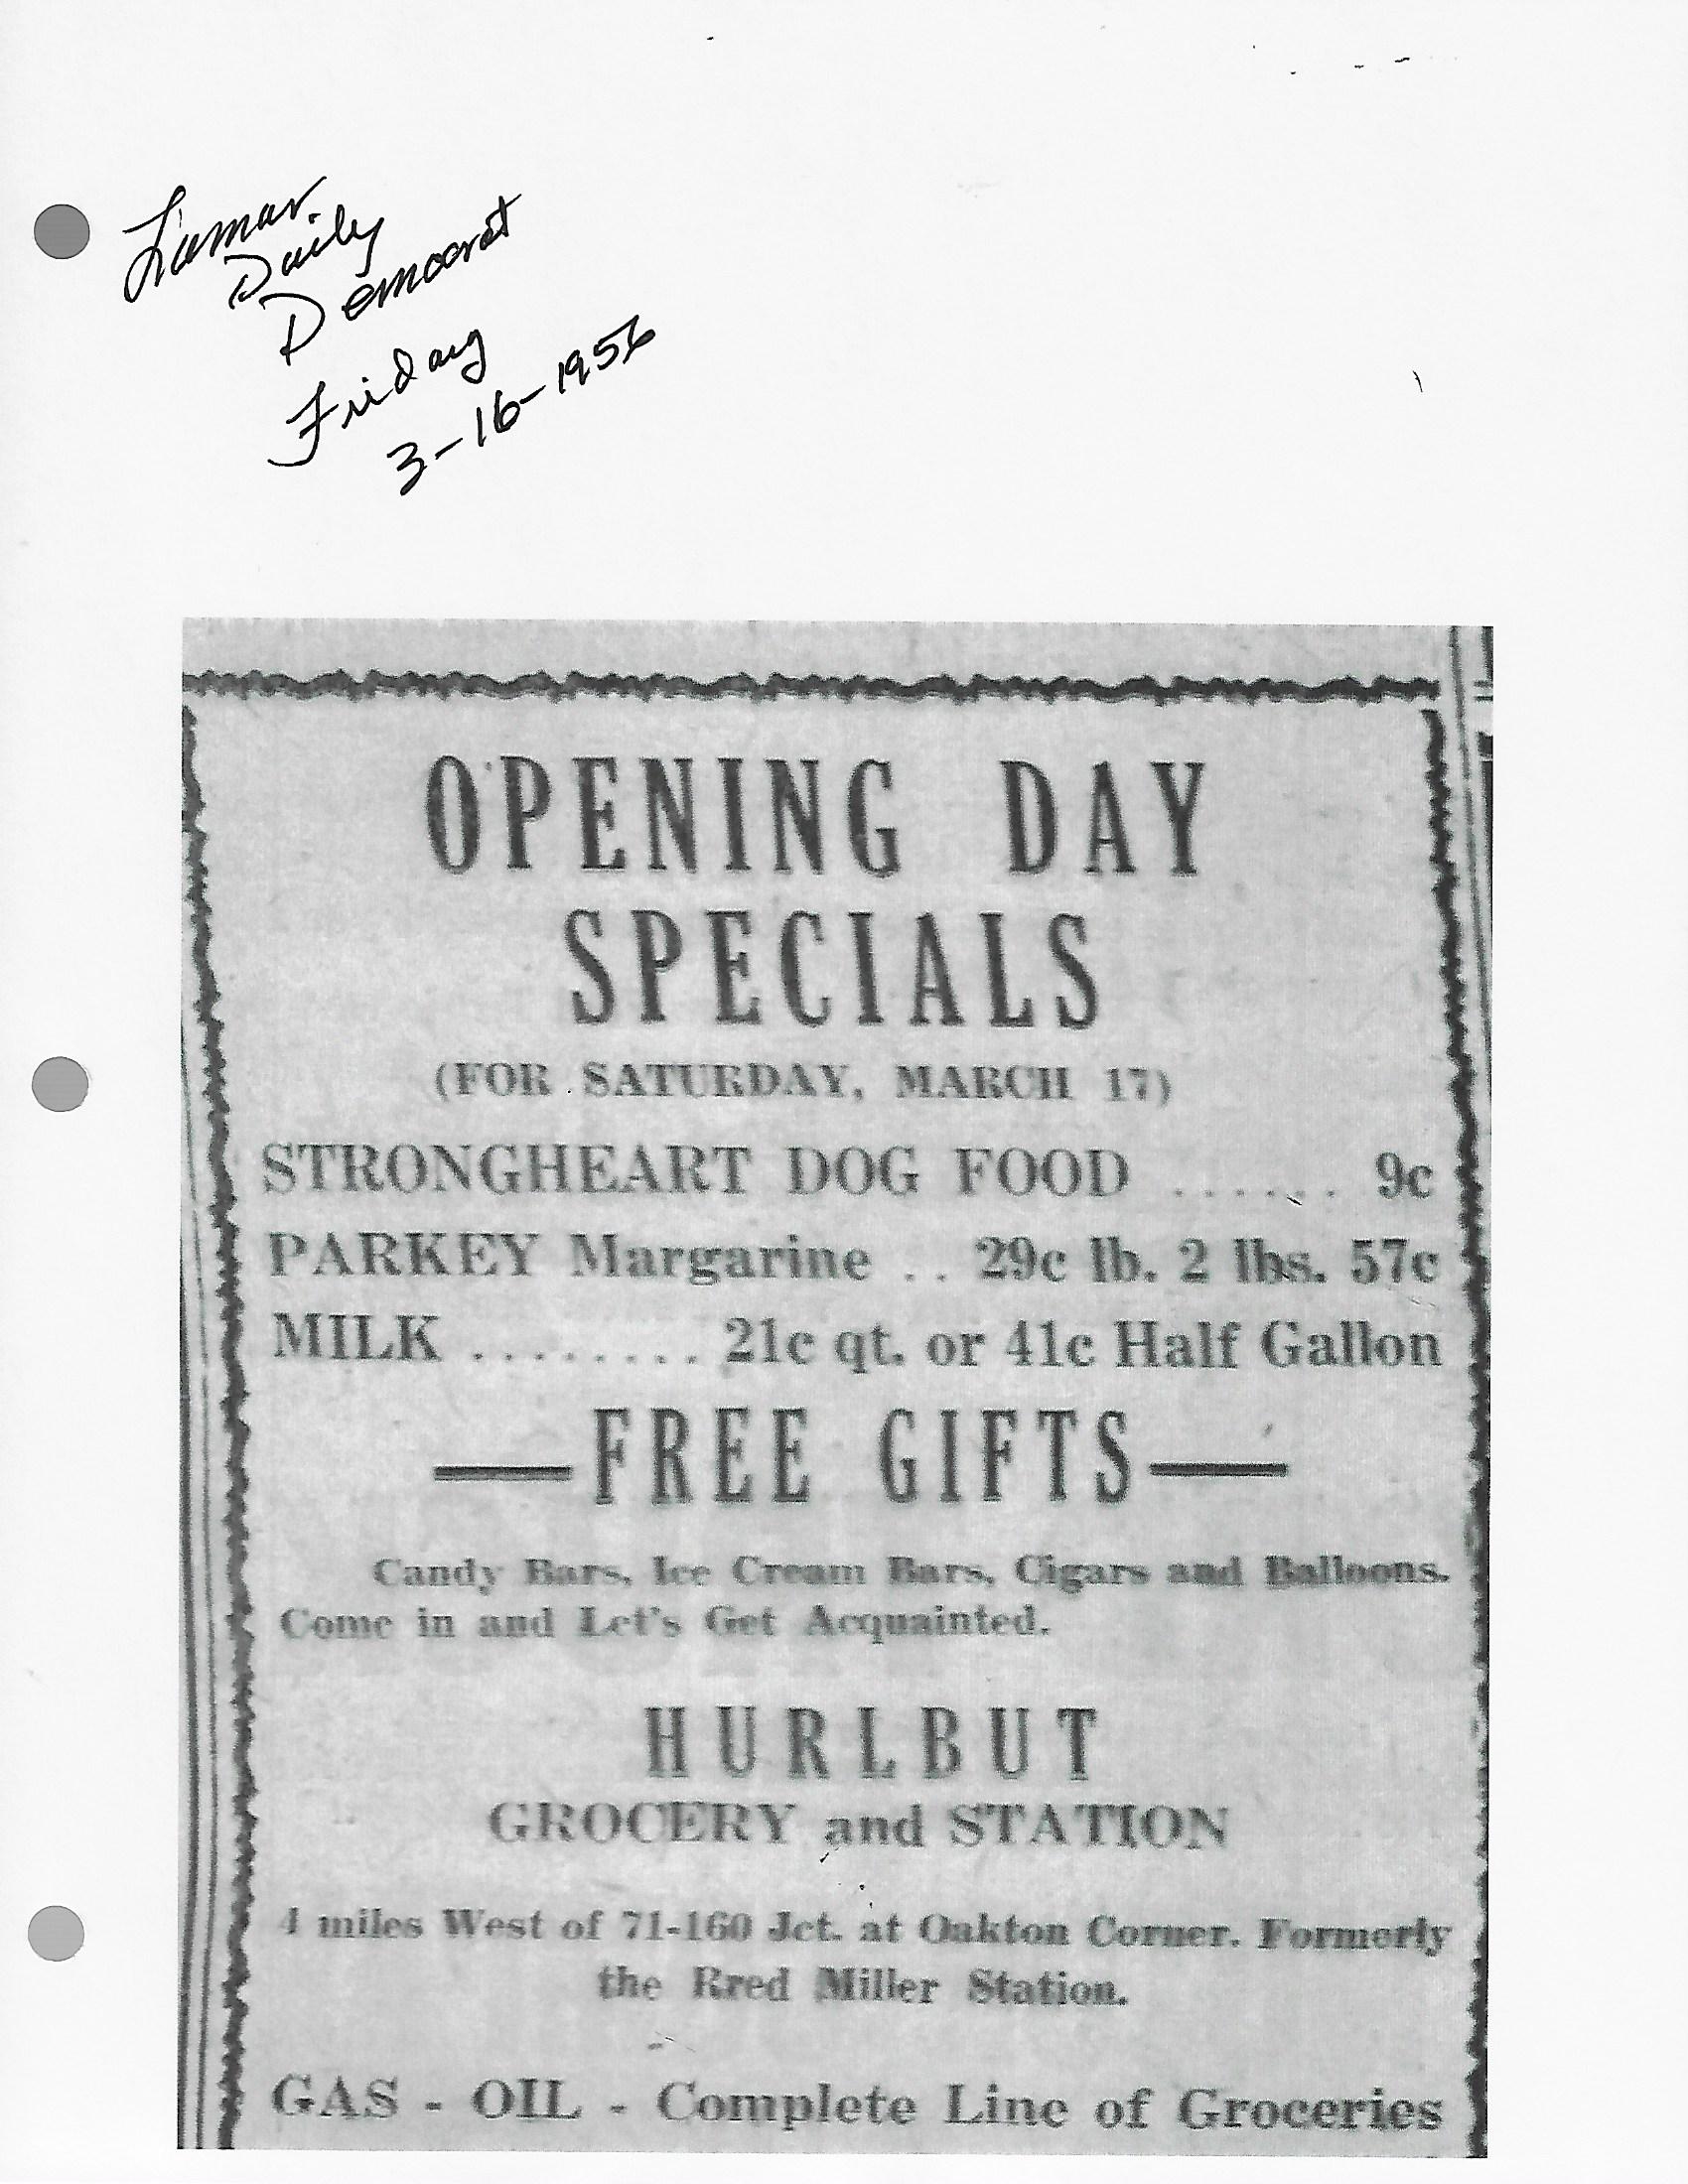 Lamar
Daily
Democrat
Friday
3-16-1956
OPENING DAY
SPECIALS
(FOR SATURDAY, MARCH 17)
STRONGHEART DOG FOOD ...... 9c
PARKEY Margarine .. 29c lb. 2 lbs. 57c
MILK ........ 21c qt. or 41c Half Gallon
—FREE GIFTS—
Candy Bars, Ice Cream Bars, Cigars and Balloons.
Come in and Let's Get Acquainted.
HURLBUT
GROCERY and STATION
4 miles West of 71-160 Jct. at Oakton Corner. Formerly
the Rred Miller Station.
GAS - OIL - Complete Line of Groceries